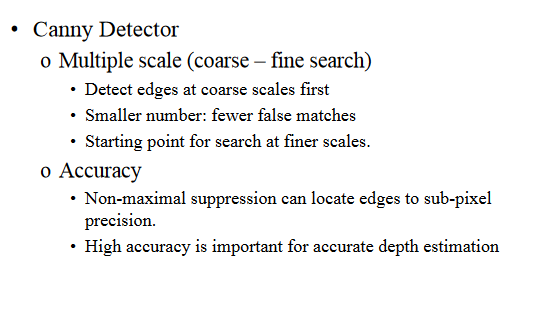 • Canny Detector
o Multiple scale (coarse – fine search)
• Detect edges at coarse scales first
• Smaller number: fewer false matches
• Starting point for search at finer scales.
o Accuracy
• Non-maximal suppression can locate edges to sub-pixel
precision.
• High accuracy is important for accurate depth estimation